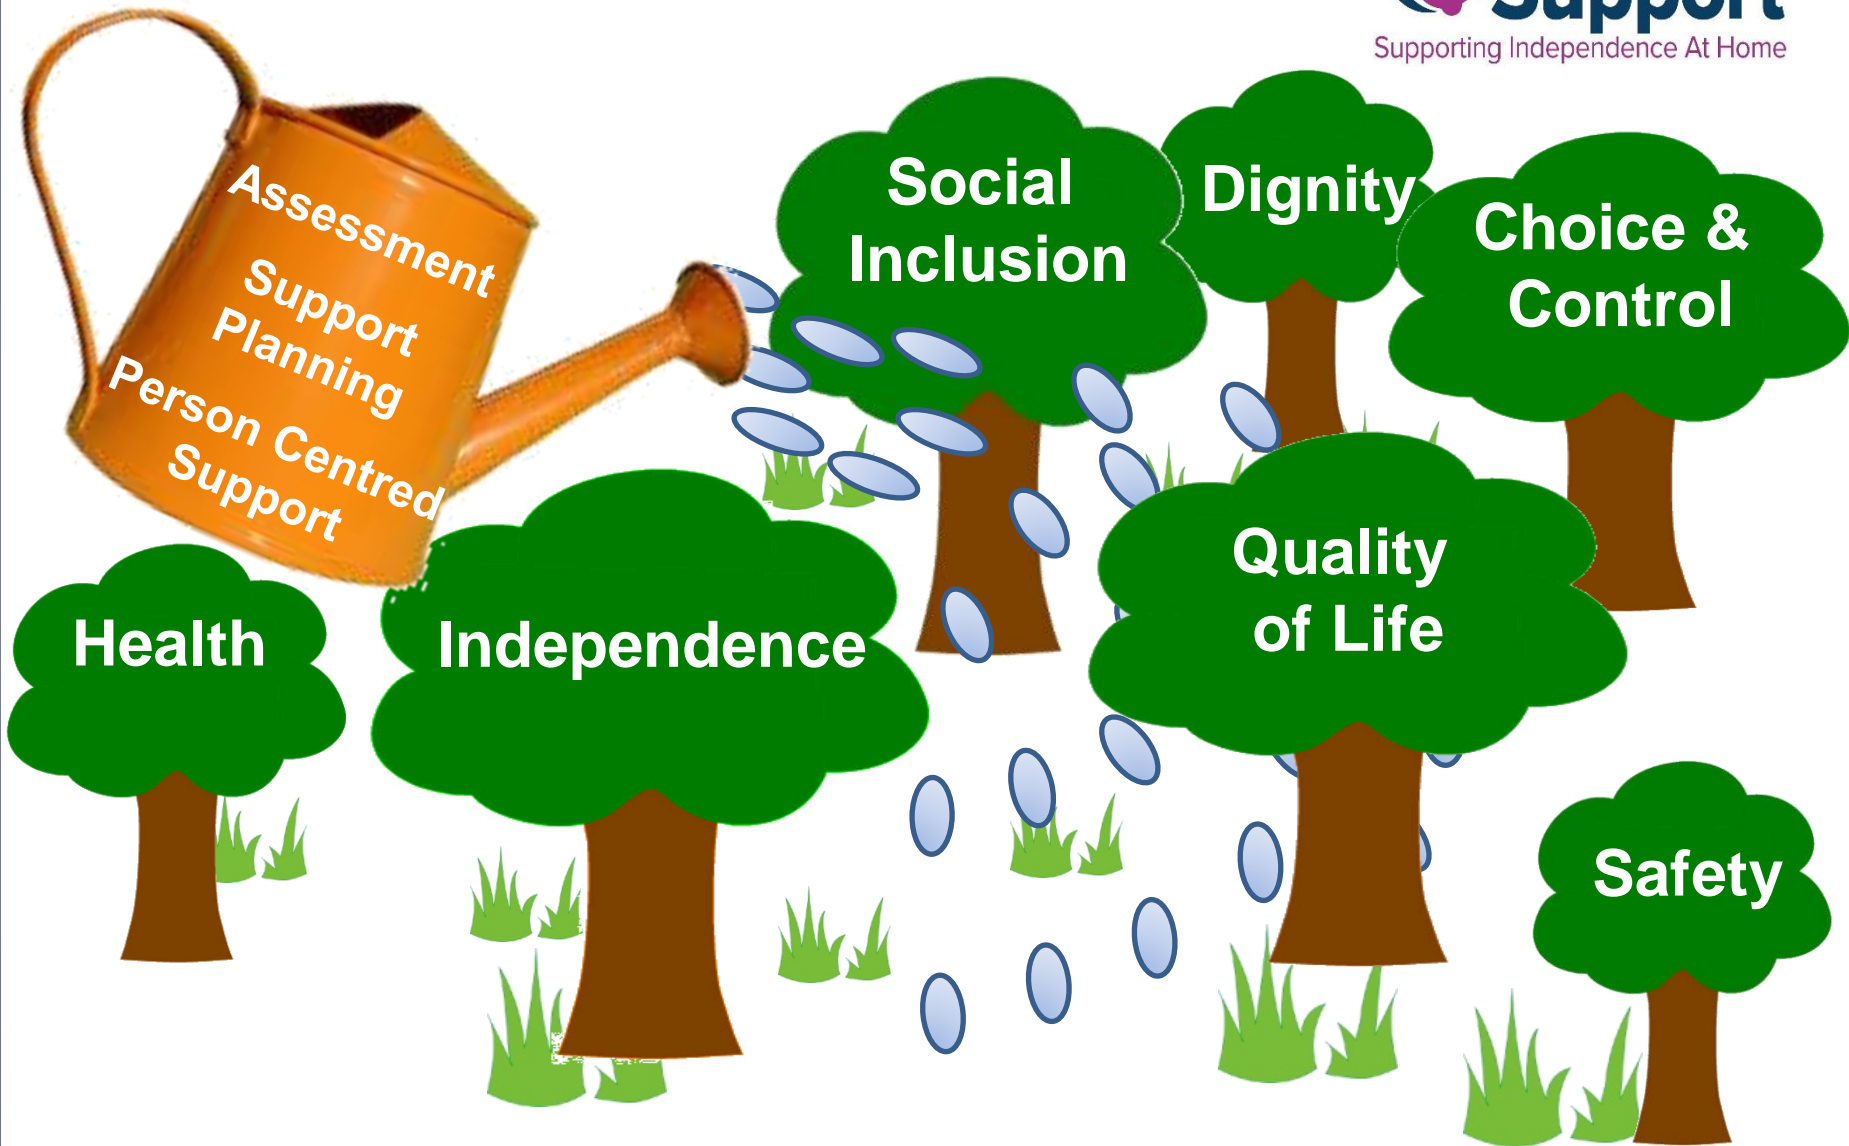 Support
Supporting Independence At Home
Assessment
Support
Planning
Person Centred
Support
Social
Inclusion
Dignity
Choice &
Control
Quality
of Life
Health
Independence
Safety